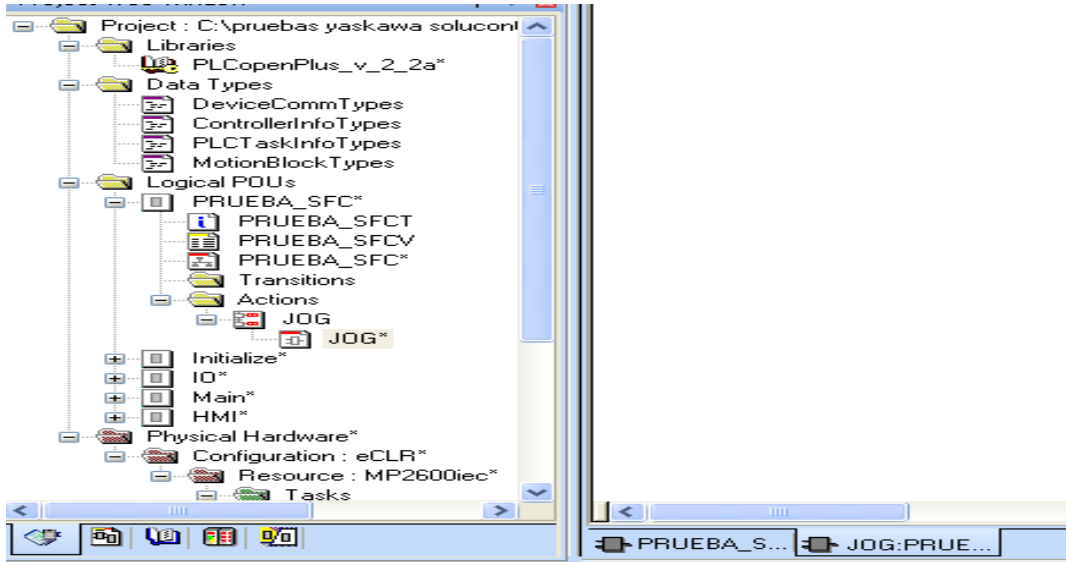 Project : C:\pruebas yaskawa solucont
Libraries
PLCopenPlus_v_2_2a*
Data Types
DeviceCommTypes
ControllerInfoTypes
PLCTaskInfoTypes
MotionBlockTypes
Logical POUs
PRUEBA_SFC*
PRUEBA_SFCT
PRUEBA_SFCV
PRUEBA_SFC*
Transitions
Actions
JOG
JOG*
Initialize*
IO*
Main*
HMI*
Physical Hardware*
Configuration : eCLR*
Resource : MP2600iec*
Tasks
PRUEBA_S... JOG:PRUE...